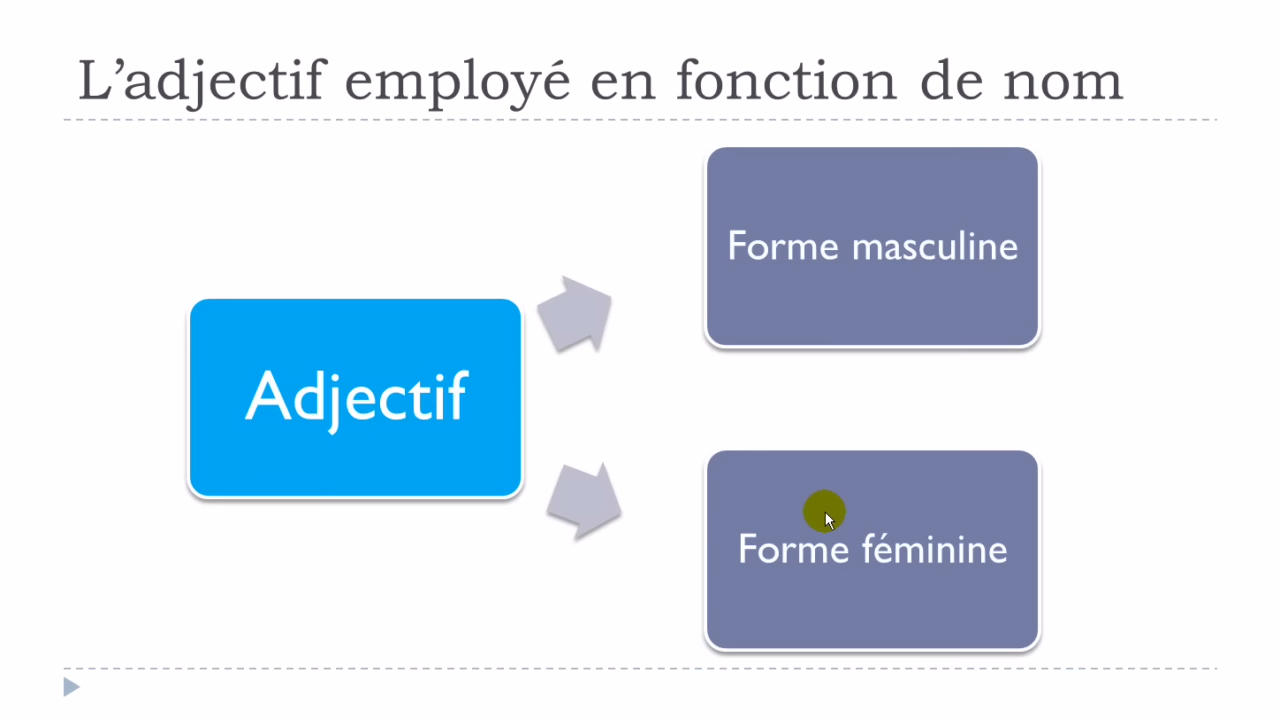 L’adjectif employé en fonction de nom
Forme masculine
Adjectif
Forme féminine